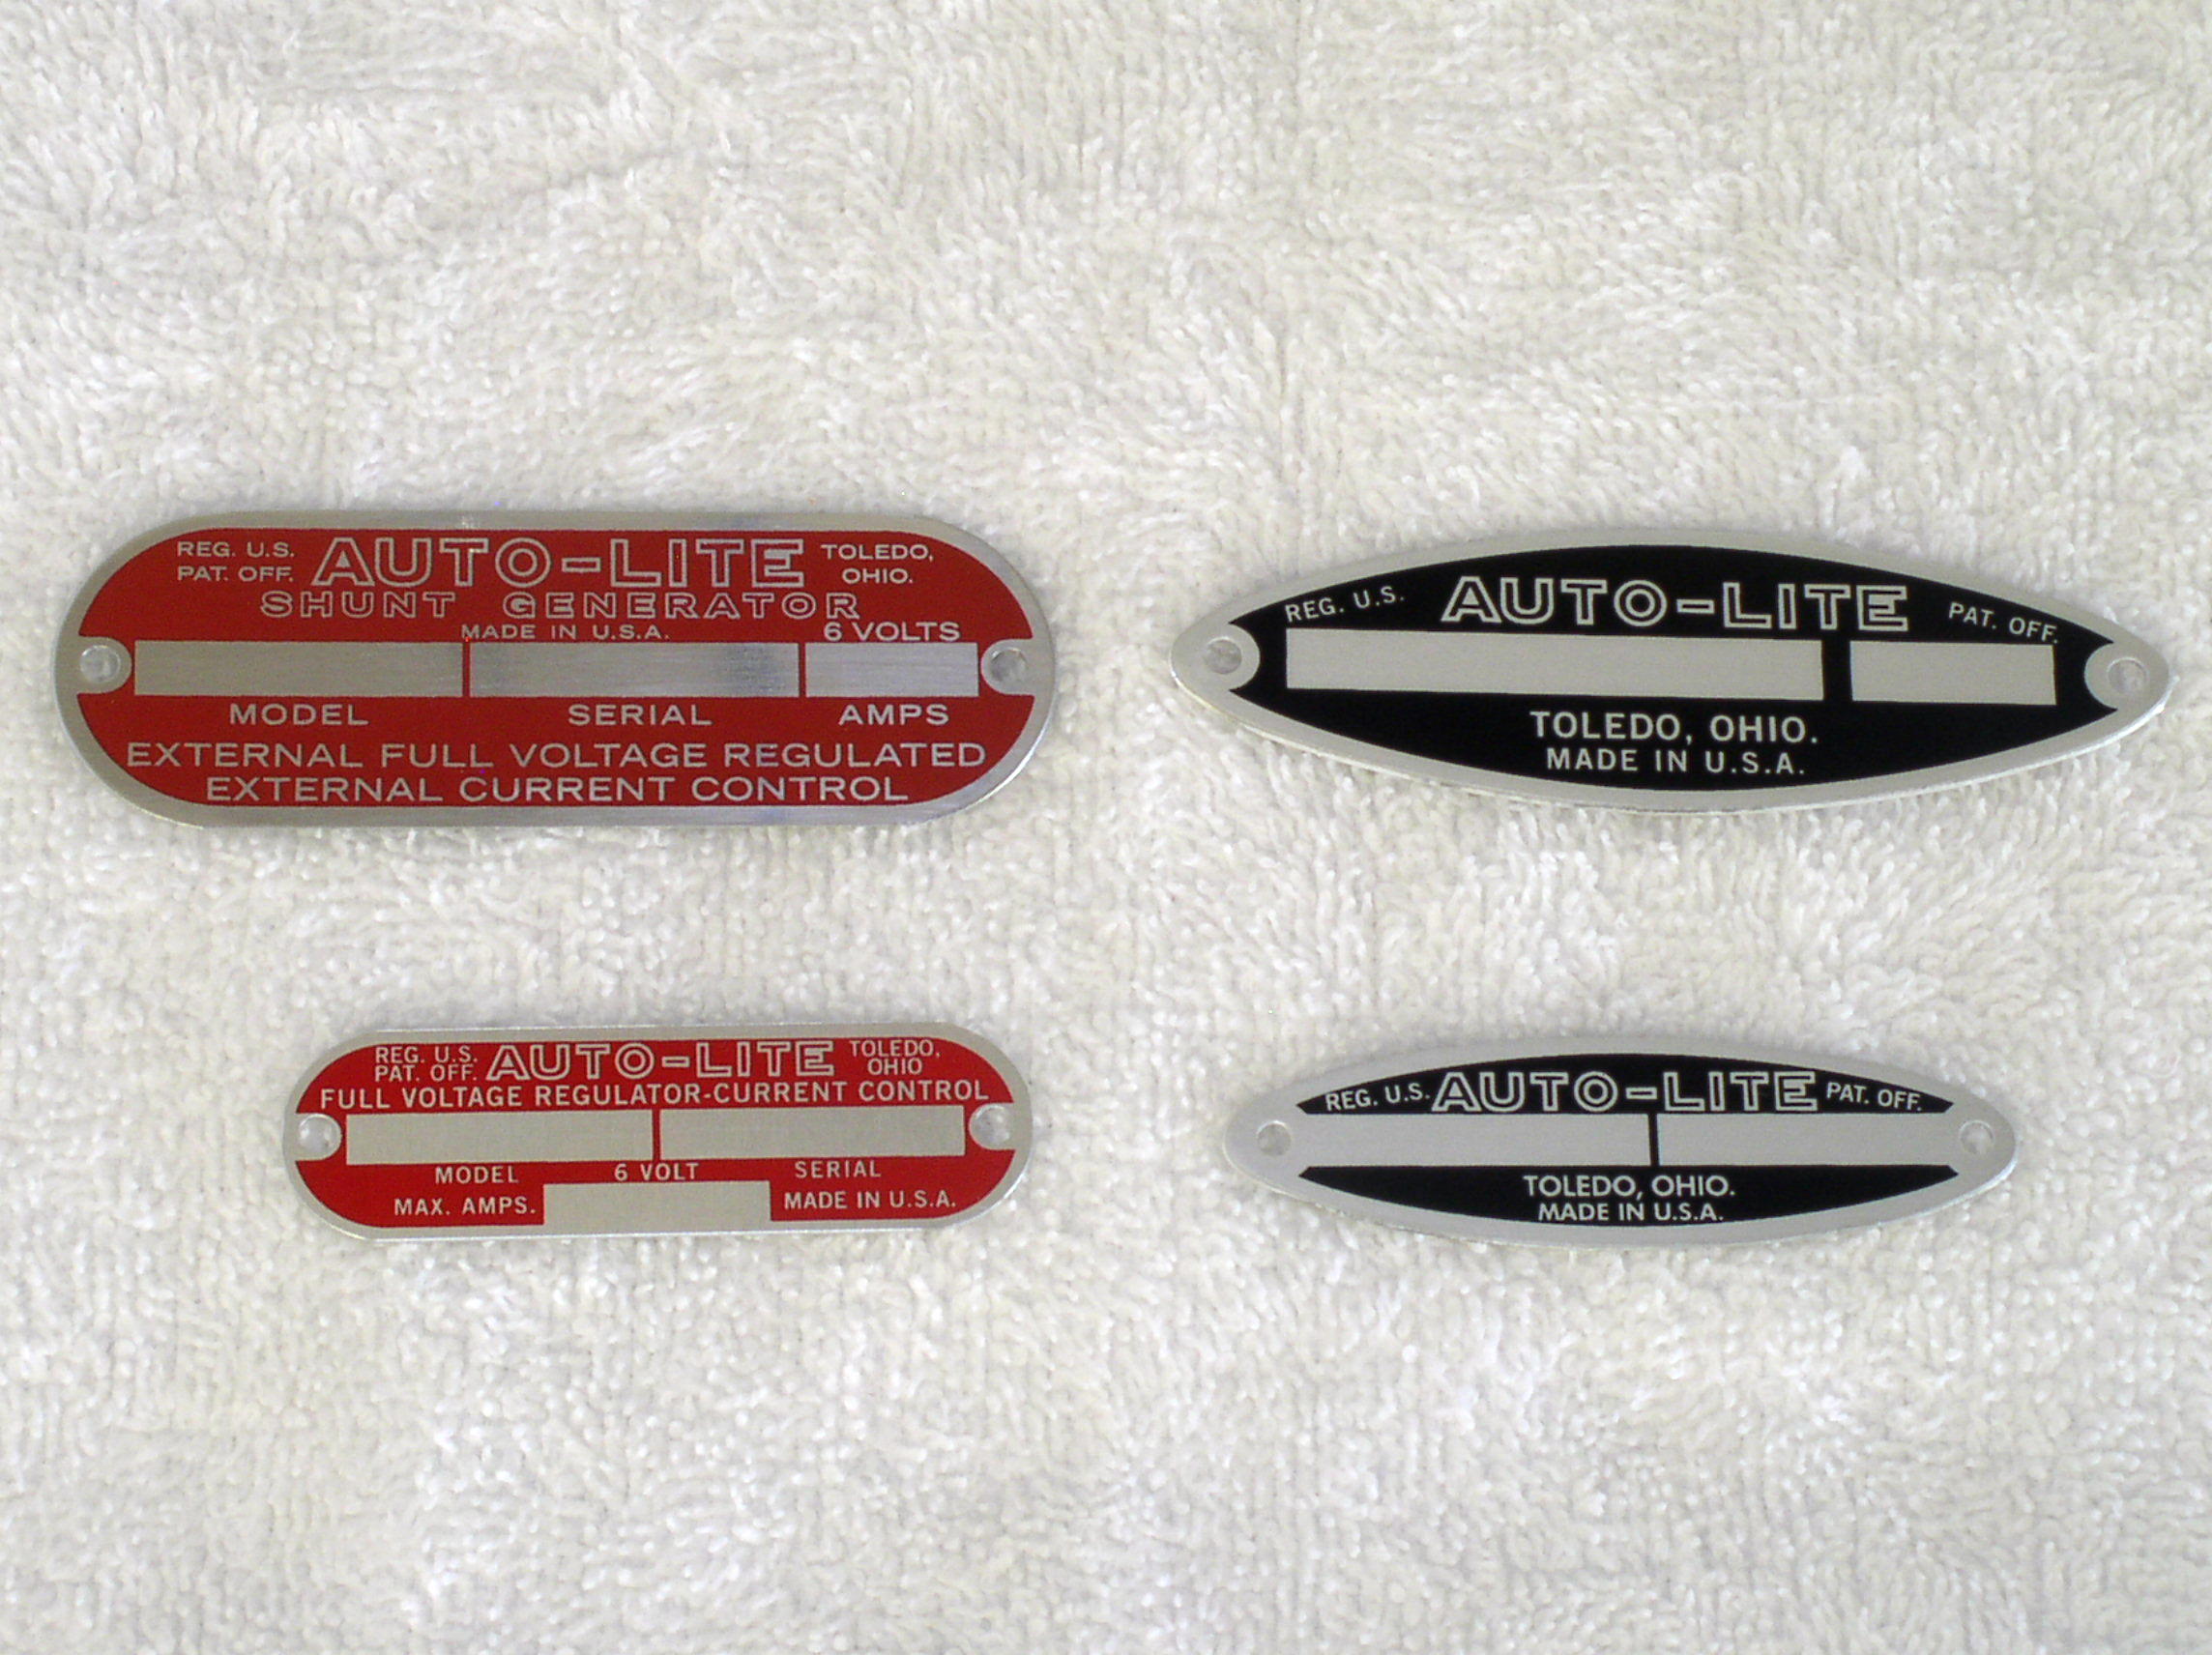 REG. U.S. AUTO-LITE TOLEDO,
PAT. OFF. OHIO.
SHUNT GENERATOR
MADE IN U.S.A. 6 VOLTS
MODEL SERIAL AMPS
EXTERNAL FULL VOLTAGE REGULATED
EXTERNAL CURRENT CONTROL
REG. U.S. AUTO-LITE PAT. OFF.
TOLEDO, OHIO.
MADE IN U.S.A.
REG. U.S. AUTO-LITE TOLEDO,
PAT. OFF. OHIO
FULL VOLTAGE REGULATOR-CURRENT CONTROL
MODEL 6 VOLT SERIAL
MAX. AMPS. MADE IN U.S.A.
REG. U.S. AUTO-LITE PAT. OFF.
TOLEDO, OHIO.
MADE IN U.S.A.